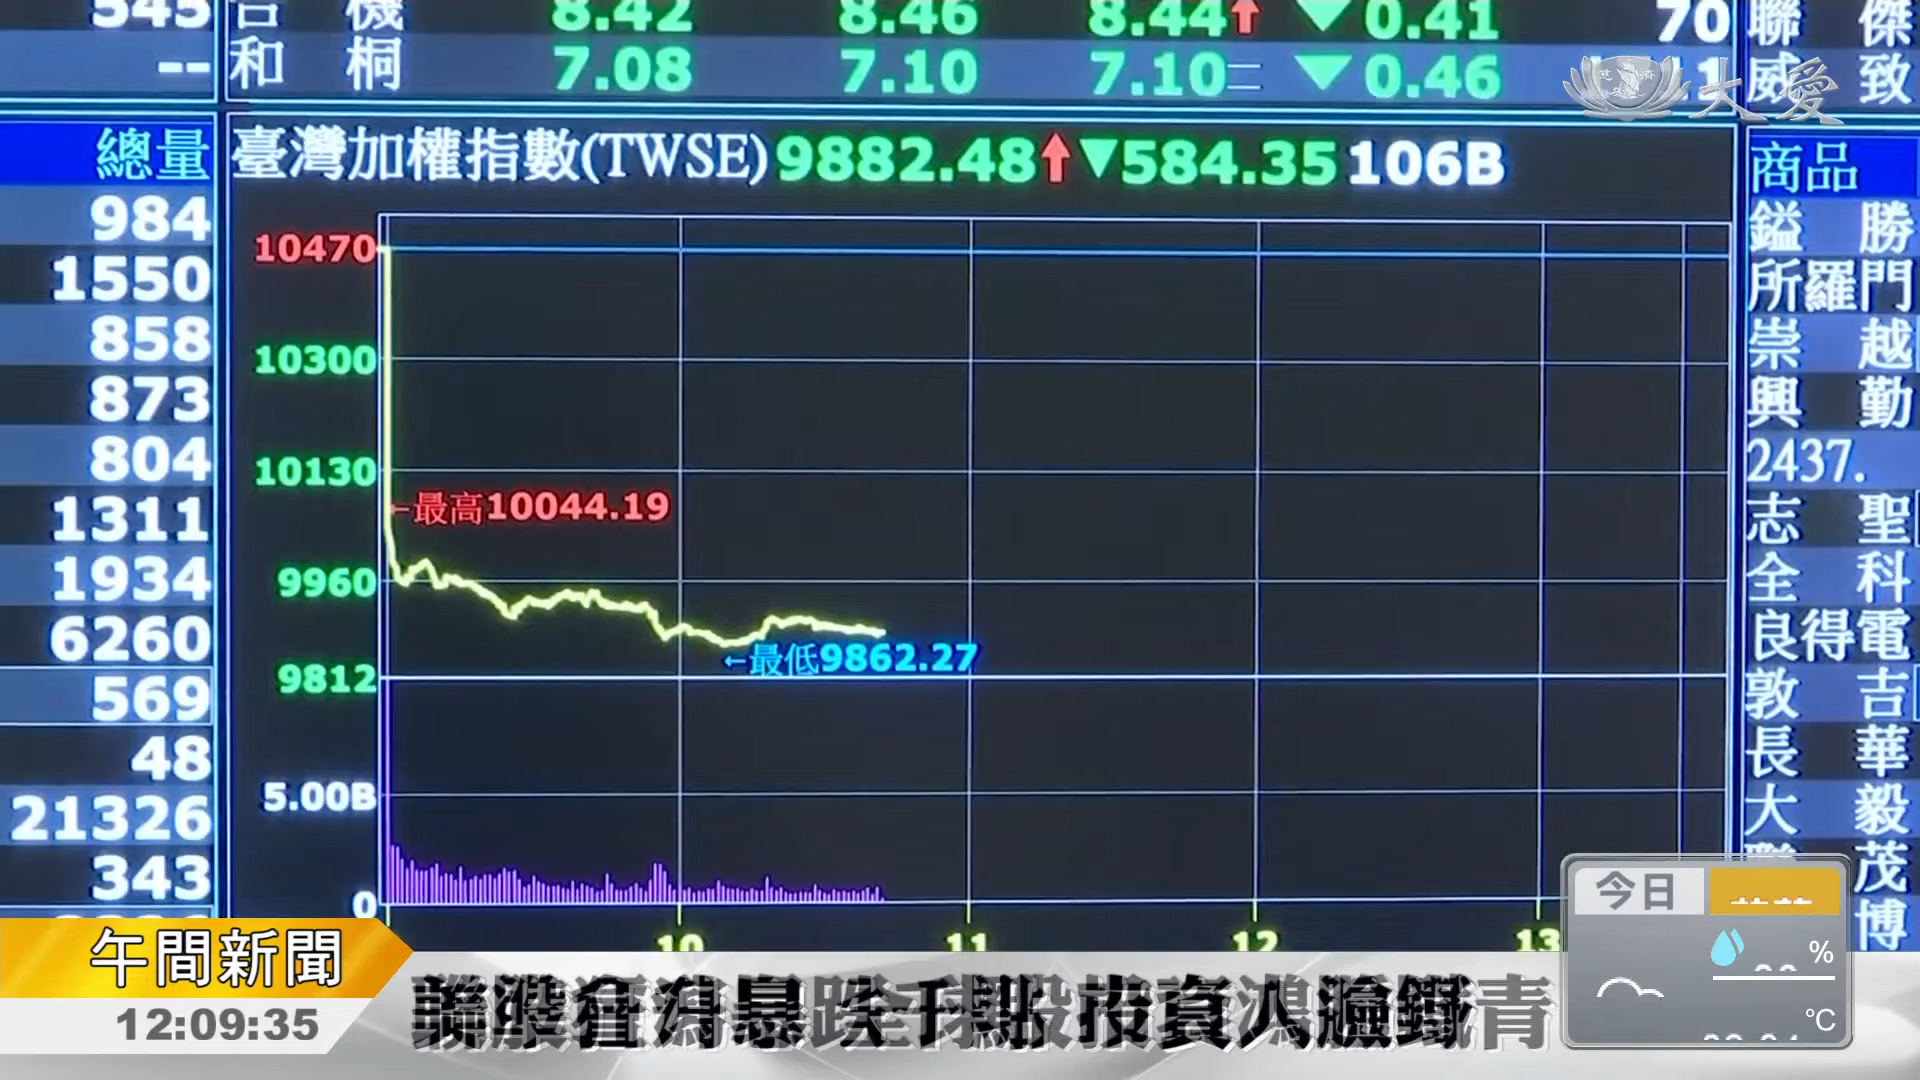 545 台 機 8.42 8.46 8.44 0.41 70 聯 傑
-- 和 桐 7.08 7.10 7.10 0.46 威 致
大愛
總量
臺灣加權指數(TWSE) 9882.48 584.35 106B
商品
984
1550
858
873
804
1311
1934
6260
569
48
21326
343
10470
10300
10130
9960
9812
5.00B
0
←最高10044.19
←最低9862.27
10 11 12 13
鎰 勝
所羅門
崇 越
興 勤
2437.
志 聖
全 科
良得電
敦 吉
長 華
大 毅
茂
博
午間新聞
12:09:35
今日
%
°C